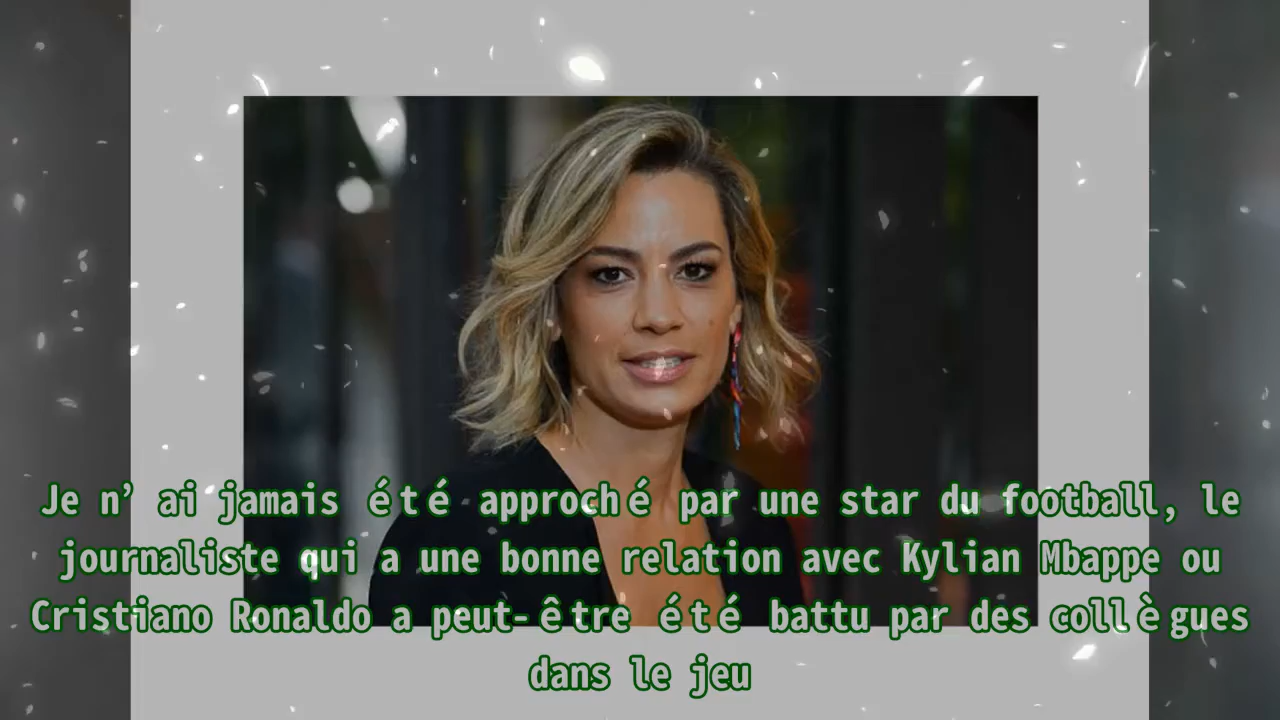 Je n’ ai jamais été approché par une star du football, le
journaliste qui a une bonne relation avec Kylian Mbappe ou
Cristiano Ronaldo a peut-être été battu par des collègues
dans le jeu